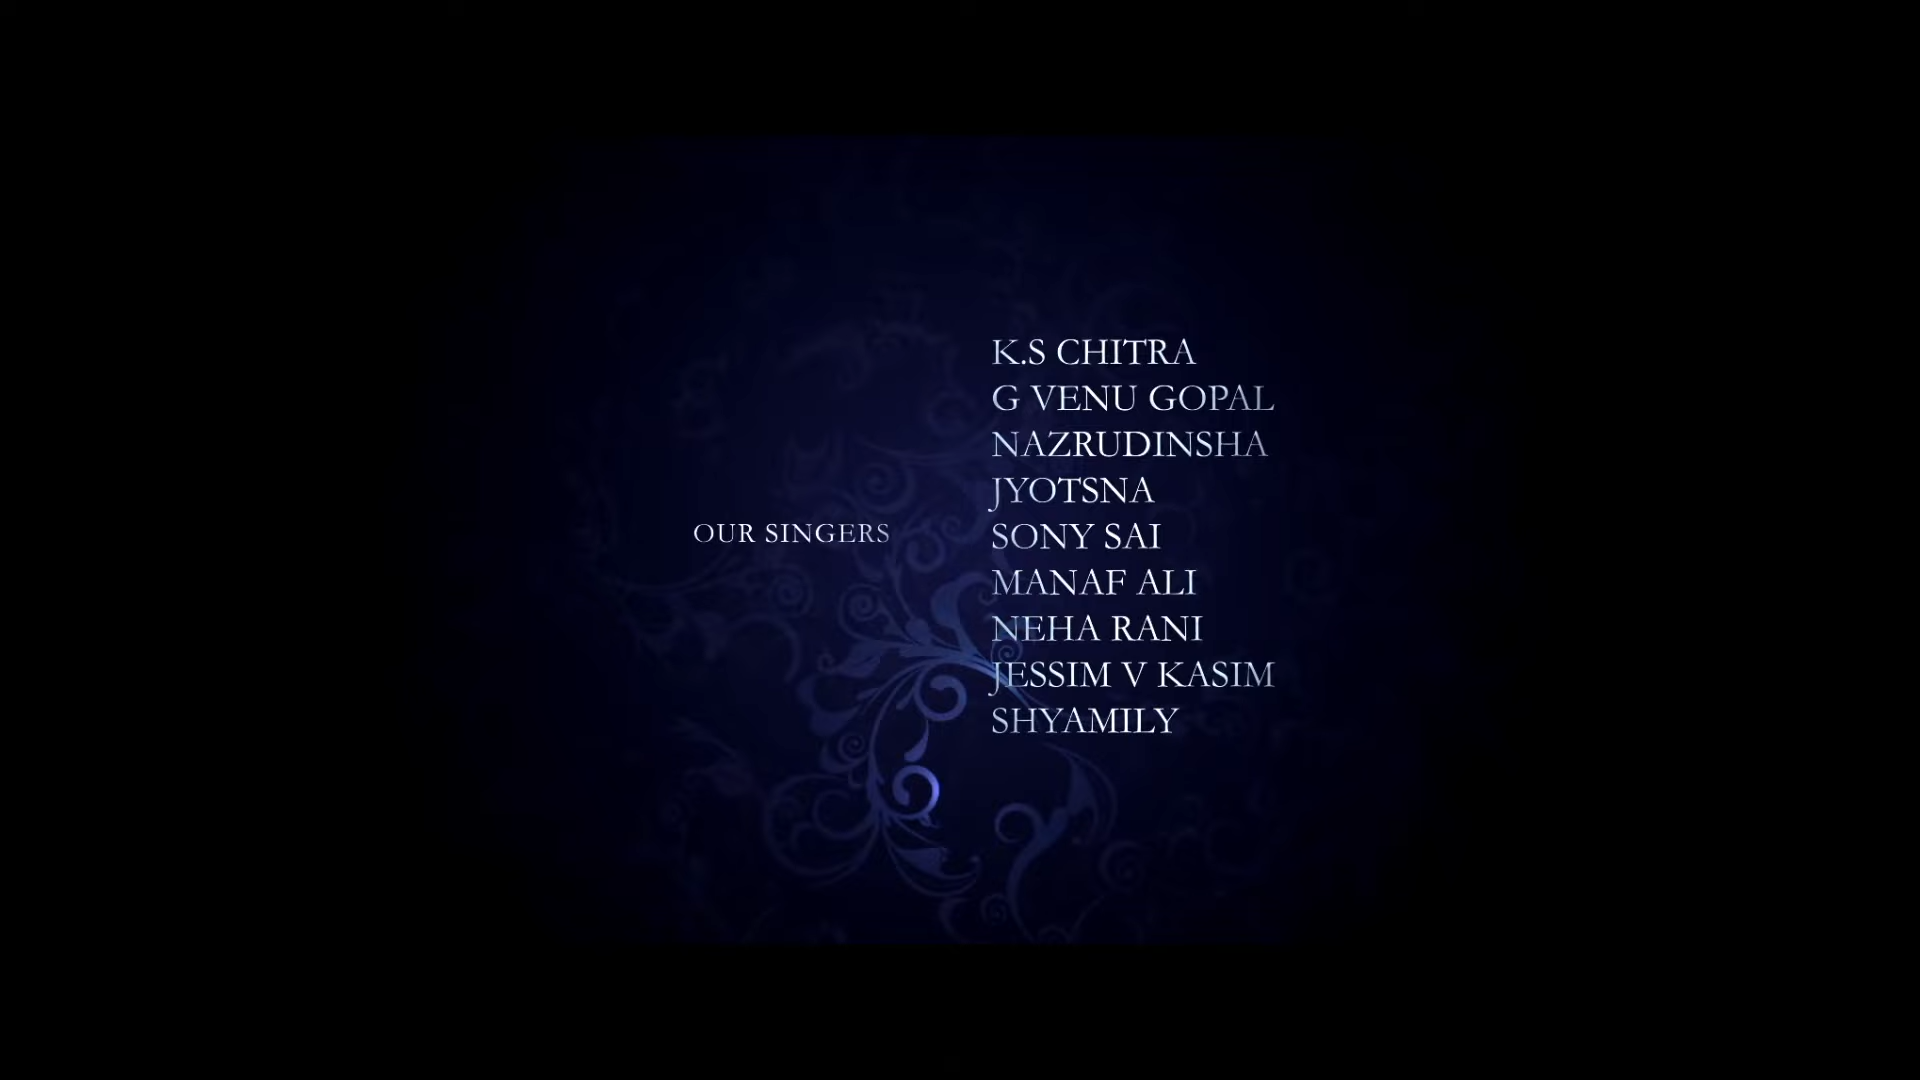 OUR SINGERS
K.S CHITRA
G VENU GOPAL
NAZRUDINSHA
JYOTSNA
SONY SAI
MANAF ALI
NEHA RANI
JESSIM V KASIM
SHYAMILY